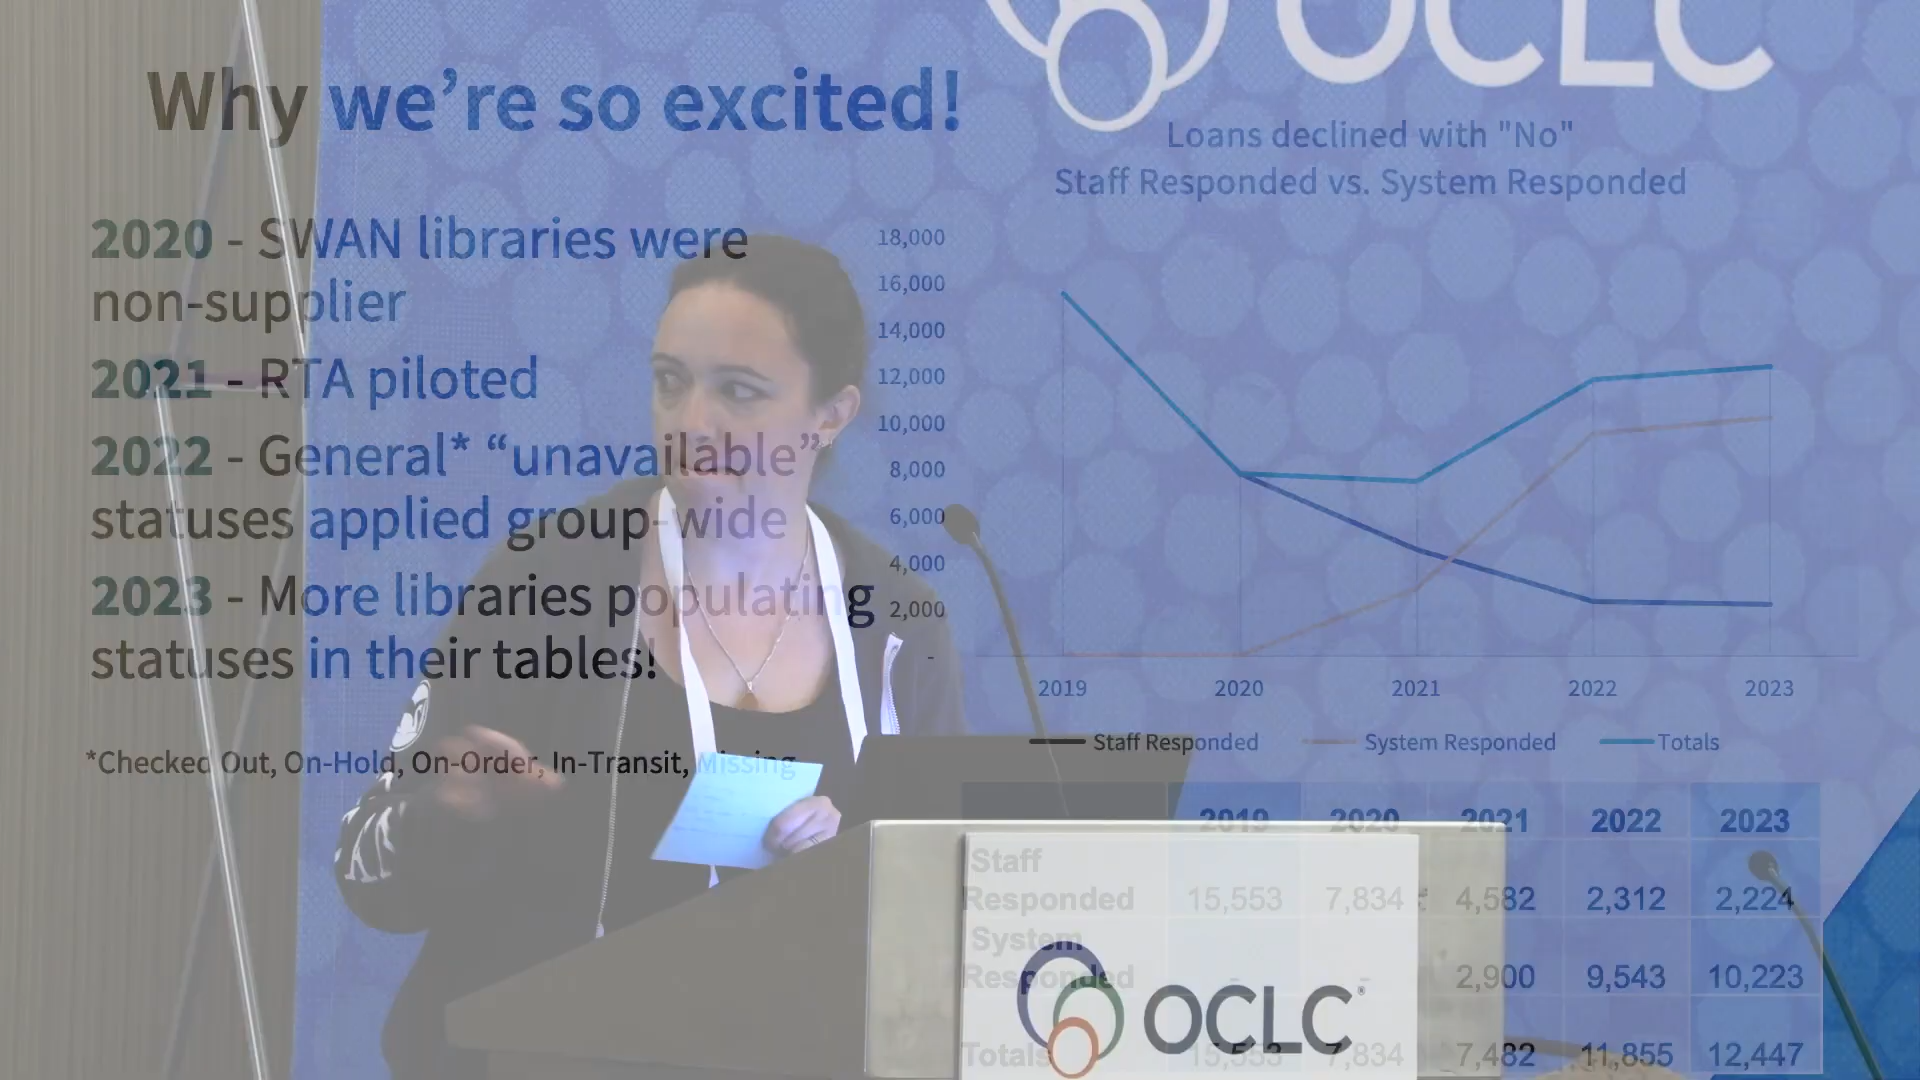 OCLC
Why we're so excited!
2020 - SWAN libraries were
non-supplier
2021 - RTA piloted
2022 - General* “unavailable”
statuses applied group-wide
2023 - More libraries populating
statuses in their tables!
*Checked Out, On-Hold, On-Order, In-Transit, Missing
Loans declined with "No"
Staff Responded vs. System Responded
18,000
16,000
14,000
12,000
10,000
8,000
6,000
4,000
2,000
-
2019 2020 2021 2022 2023
Staff Responded System Responded Totals
2019 2020 2021 2022 2023
Staff
Responded 15,553 7,834 4,582 2,312 2,224
System
Responded - - 2,900 9,543 10,223
Totals 15,553 7,834 7,482 11,855 12,447
OCLC